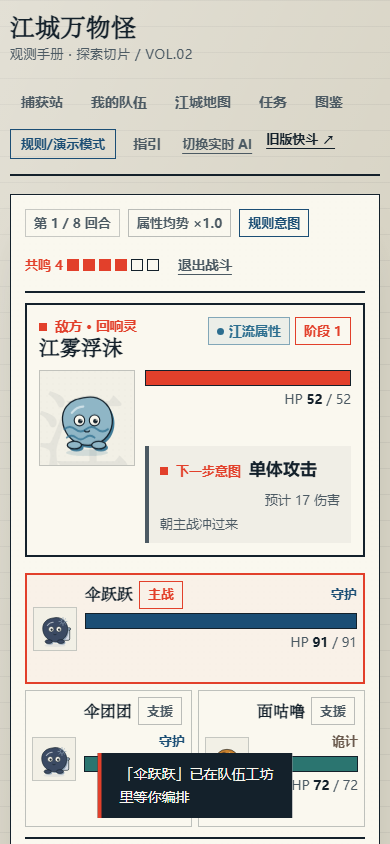 江城万物怪
观测手册 · 探索切片 / VOL.02
捕获站 我的队伍 江城地图 任务 图鉴
规则/演示模式 指引 切换实时 AI 旧版快斗 ↗
第 1 / 8 回合 属性均势 ×1.0 规则意图
共鸣 4 退出战斗
敌方 • 回响灵
江流属性 阶段 1
江雾浮沫
HP 52 / 52
下一步意图 单体攻击
预计 17 伤害
朝主战冲过来
伞跃跃 主战 守护
HP 91 / 91
伞团团 支援
守护
面咕噜 支援
诡计
HP 72 / 72
「伞跃跃」已在队伍工坊
里等你编排